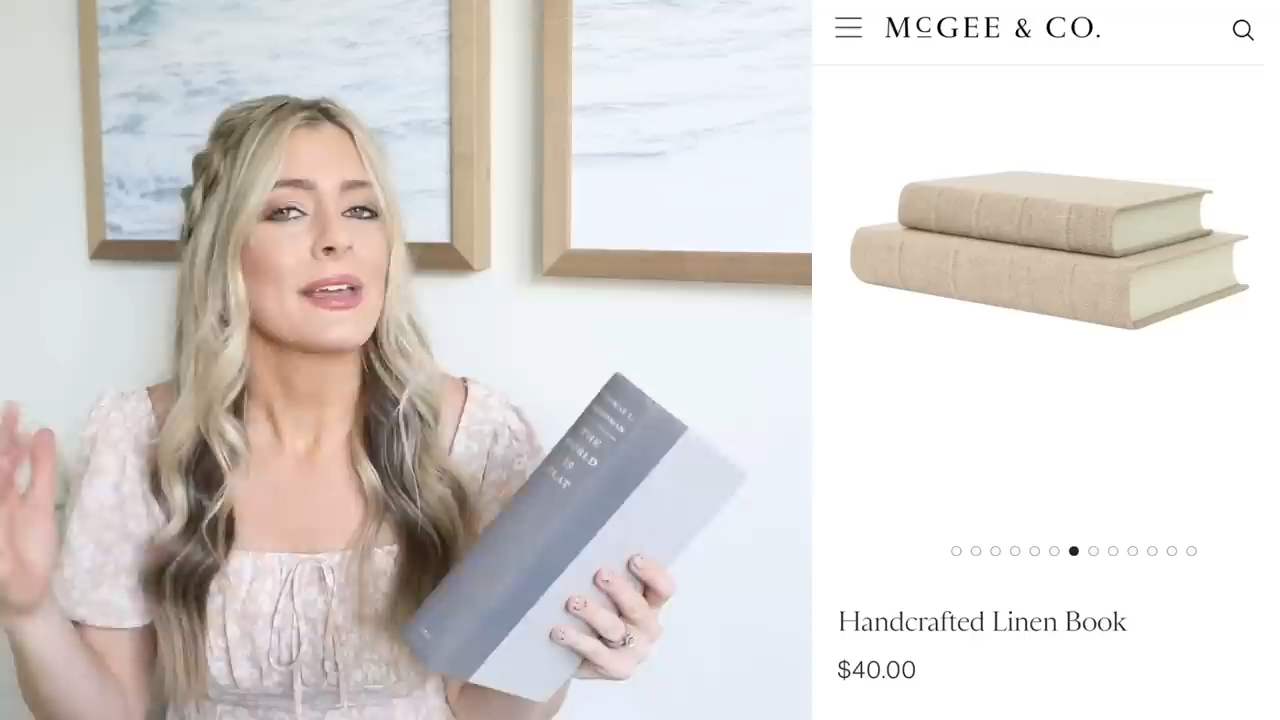 THE
WORLD
IS
FLAT
McGEE & CO.
Handcrafted Linen Book
$40.00